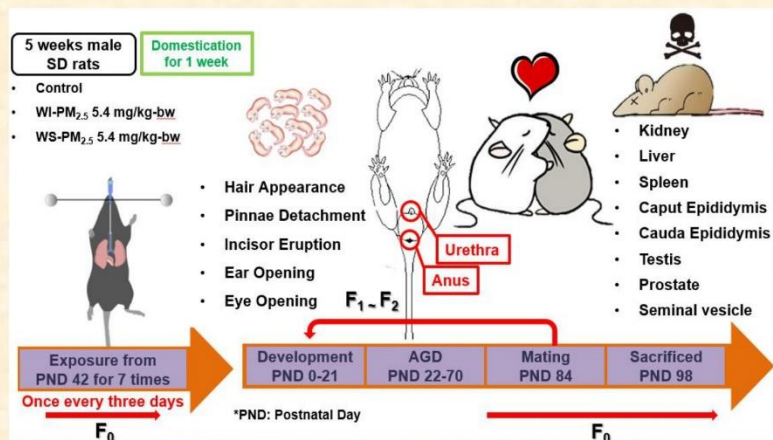 5 weeks male
SD rats
Domestication
for 1 week
• Control
• WI-PM2.5 5.4 mg/kg-bw
• WS-PM2.5 5.4 mg/kg-bw
• Hair Appearance
• Pinnae Detachment
• Incisor Eruption
• Ear Opening
• Eye Opening
Urethra
Anus
• Kidney
• Liver
• Spleen
• Caput Epididymis
• Cauda Epididymis
• Testis
• Prostate
• Seminal vesicle
F1 ~ F2
Exposure from
PND 42 for 7 times
Development
PND 0-21
AGD
PND 22-70
Mating
PND 84
Sacrificed
PND 98
Once every three days
F0
*PND: Postnatal Day
F0